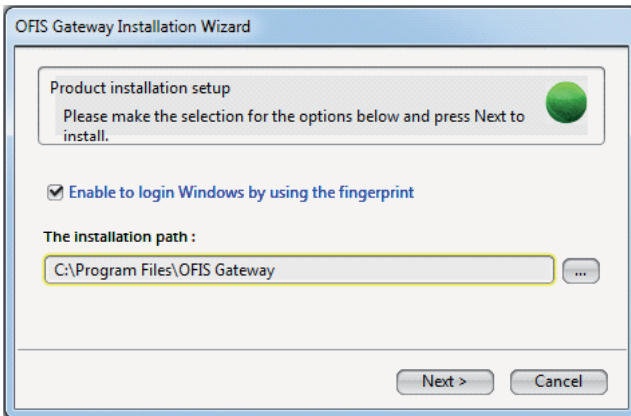 OFIS Gateway Installation Wizard
Product installation setup
Please make the selection for the options below and press Next to
install.
Enable to login Windows by using the fingerprint
The installation path :
C:\Program Files\OFIS Gateway
...
Next >
Cancel